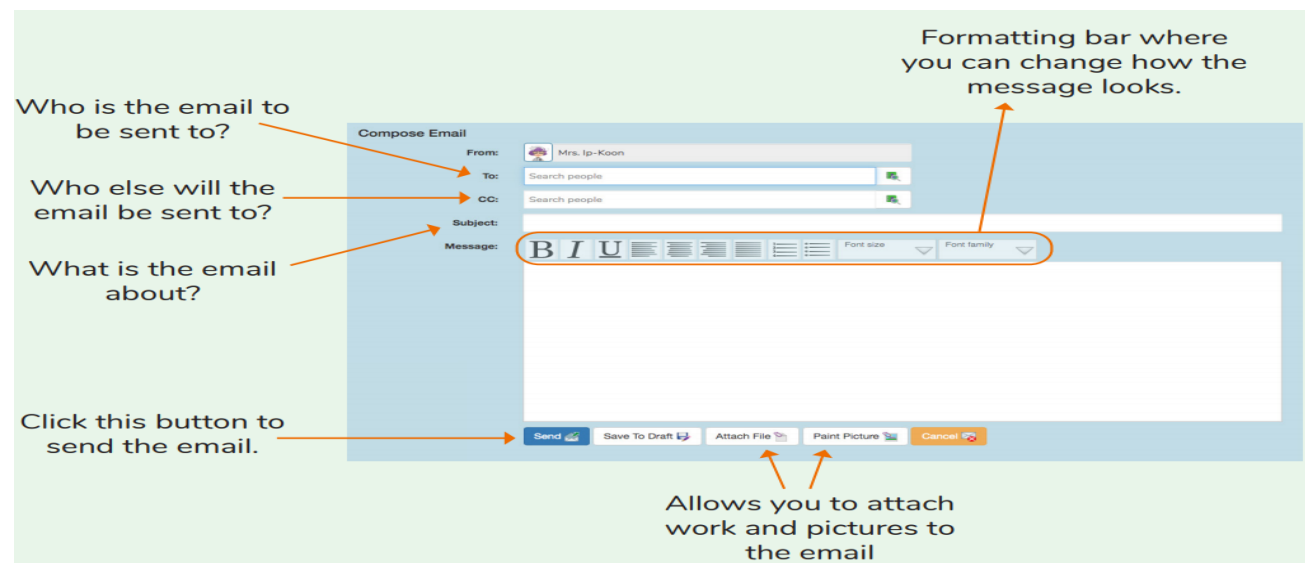 Formatting bar where
you can change how the
message looks.
Who is the email to
be sent to?
Who else will the
email be sent to?
What is the email
about?
Click this button to
send the email.
Compose Email
From: Mrs. Ip-Koon
To: Search people
CC: Search people
Subject:
Message: B I U Font size Font family
Send Save To Draft Attach File Paint Picture Cancel
Allows you to attach
work and pictures to
the email